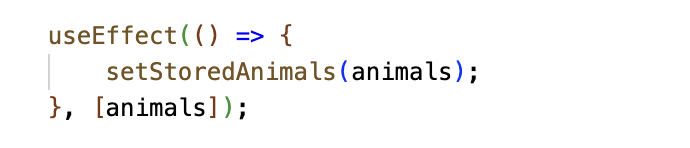 useEffect(() => {
    setStoredAnimals(animals);
}, [animals]);